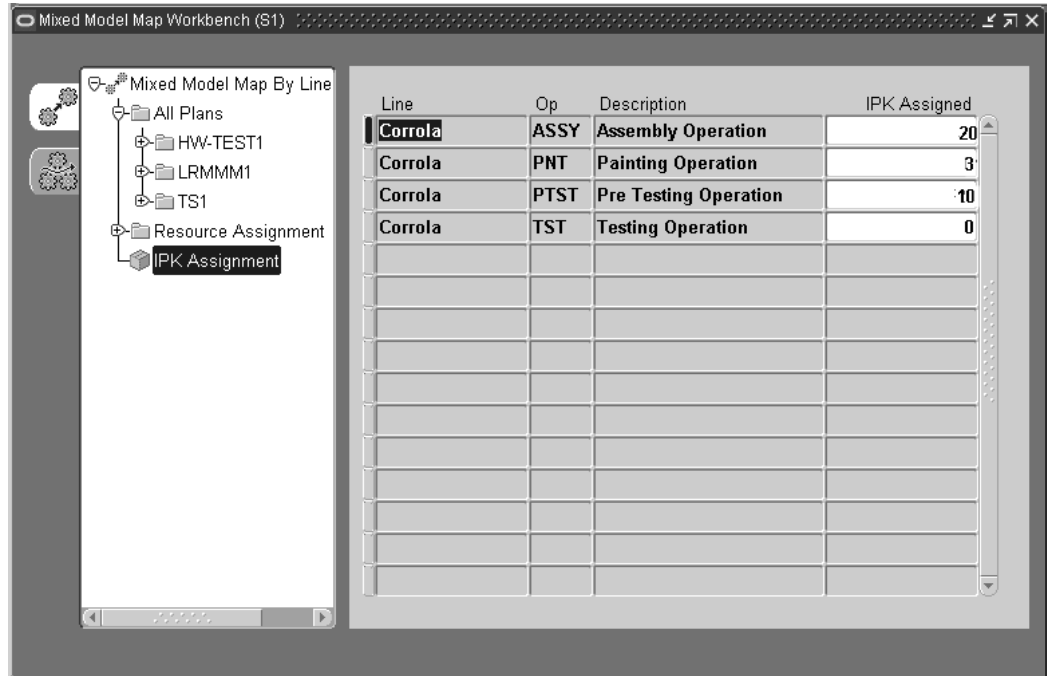 Mixed Model Map Workbench (S1)
Mixed Model Map By Line
All Plans
HW-TEST1
LRMMM1
TS1
Resource Assignment
IPK Assignment
Line Op Description IPK Assigned
Corrola ASSY Assembly Operation 20
Corrola PNT Painting Operation 3
Corrola PTST Pre Testing Operation 10
Corrola TST Testing Operation 0